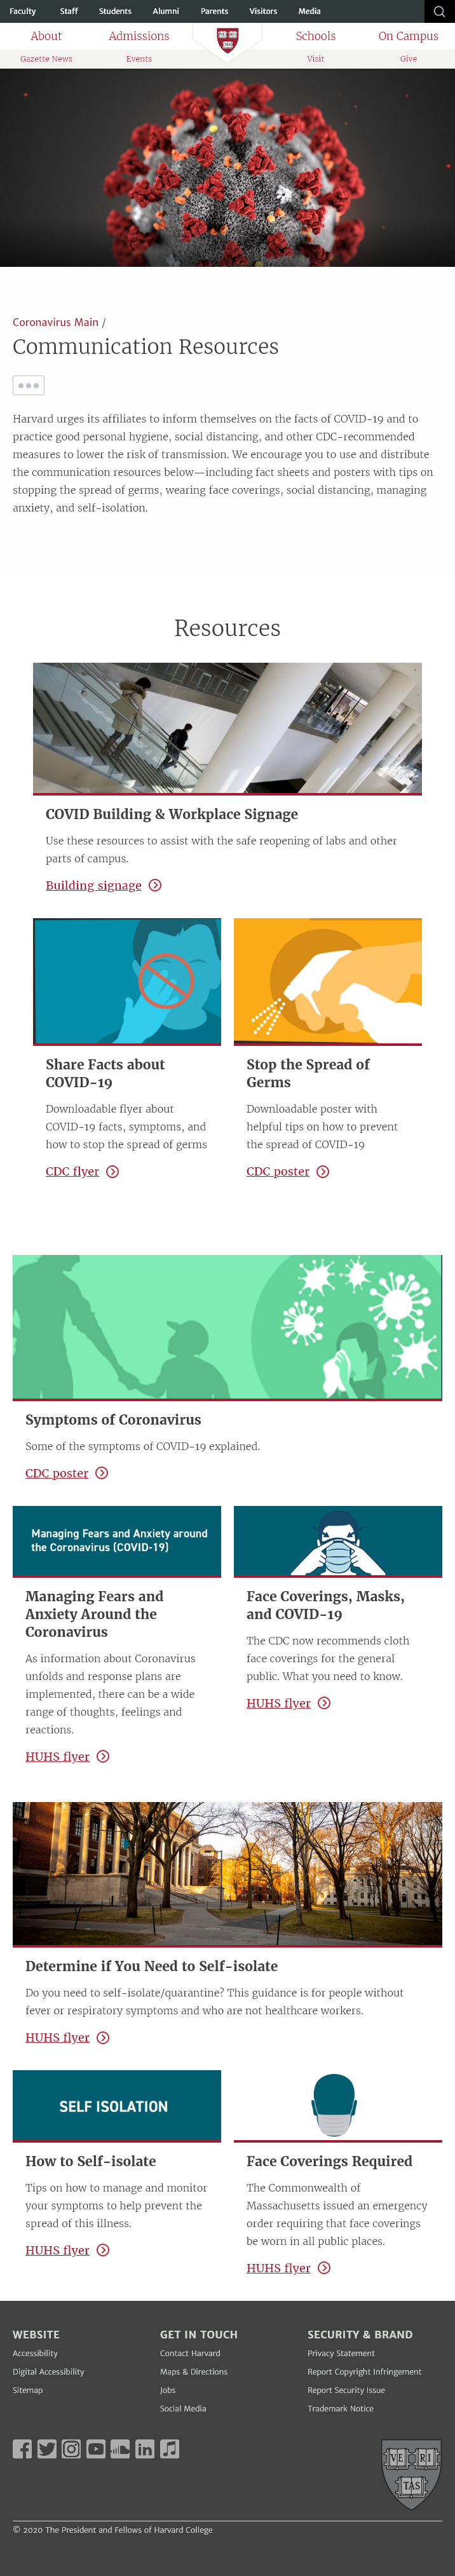 Faculty Staff Students Alumni Parents Visitors Media
About Admissions Schools On Campus
VE RI TAS
Gazette News Events Visit Give
Coronavirus Main /
Communication Resources
Harvard urges its affiliates to inform themselves on the facts of COVID-19 and to
practice good personal hygiene, social distancing, and other CDC-recommended
measures to lower the risk of transmission. We encourage you to use and distribute
the communication resources below—including fact sheets and posters with tips on
stopping the spread of germs, wearing face coverings, social distancing, managing
anxiety, and self-isolation.
Resources
COVID Building & Workplace Signage
Use these resources to assist with the safe reopening of labs and other
parts of campus.
Building signage
Share Facts about
COVID-19
Downloadable flyer about
COVID-19 facts, symptoms, and
how to stop the spread of germs
CDC flyer
Stop the Spread of
Germs
Downloadable poster with
helpful tips on how to prevent
the spread of COVID-19
CDC poster
Symptoms of Coronavirus
Some of the symptoms of COVID-19 explained.
CDC poster
Managing Fears and Anxiety around
the Coronavirus (COVID-19)
Managing Fears and
Anxiety Around the
Coronavirus
As information about Coronavirus
unfolds and response plans are
implemented, there can be a wide
range of thoughts, feelings and
reactions.
HUHS flyer
Face Coverings, Masks,
and COVID-19
The CDC now recommends cloth
face coverings for the general
public. What you need to know.
HUHS flyer
Determine if You Need to Self-isolate
Do you need to self-isolate/quarantine? This guidance is for people without
fever or respiratory symptoms and who are not healthcare workers.
HUHS flyer
SELF ISOLATION
How to Self-isolate
Tips on how to manage and monitor
your symptoms to help prevent the
spread of this illness.
HUHS flyer
Face Coverings Required
The Commonwealth of
Massachusetts issued an emergency
order requiring that face coverings
be worn in all public places.
HUHS flyer
WEBSITE
Accessibility
Digital Accessibility
Sitemap
GET IN TOUCH
Contact Harvard
Maps & Directions
Jobs
Social Media
SECURITY & BRAND
Privacy Statement
Report Copyright Infringement
Report Security Issue
Trademark Notice
VE RI
TAS
© 2020 The President and Fellows of Harvard College